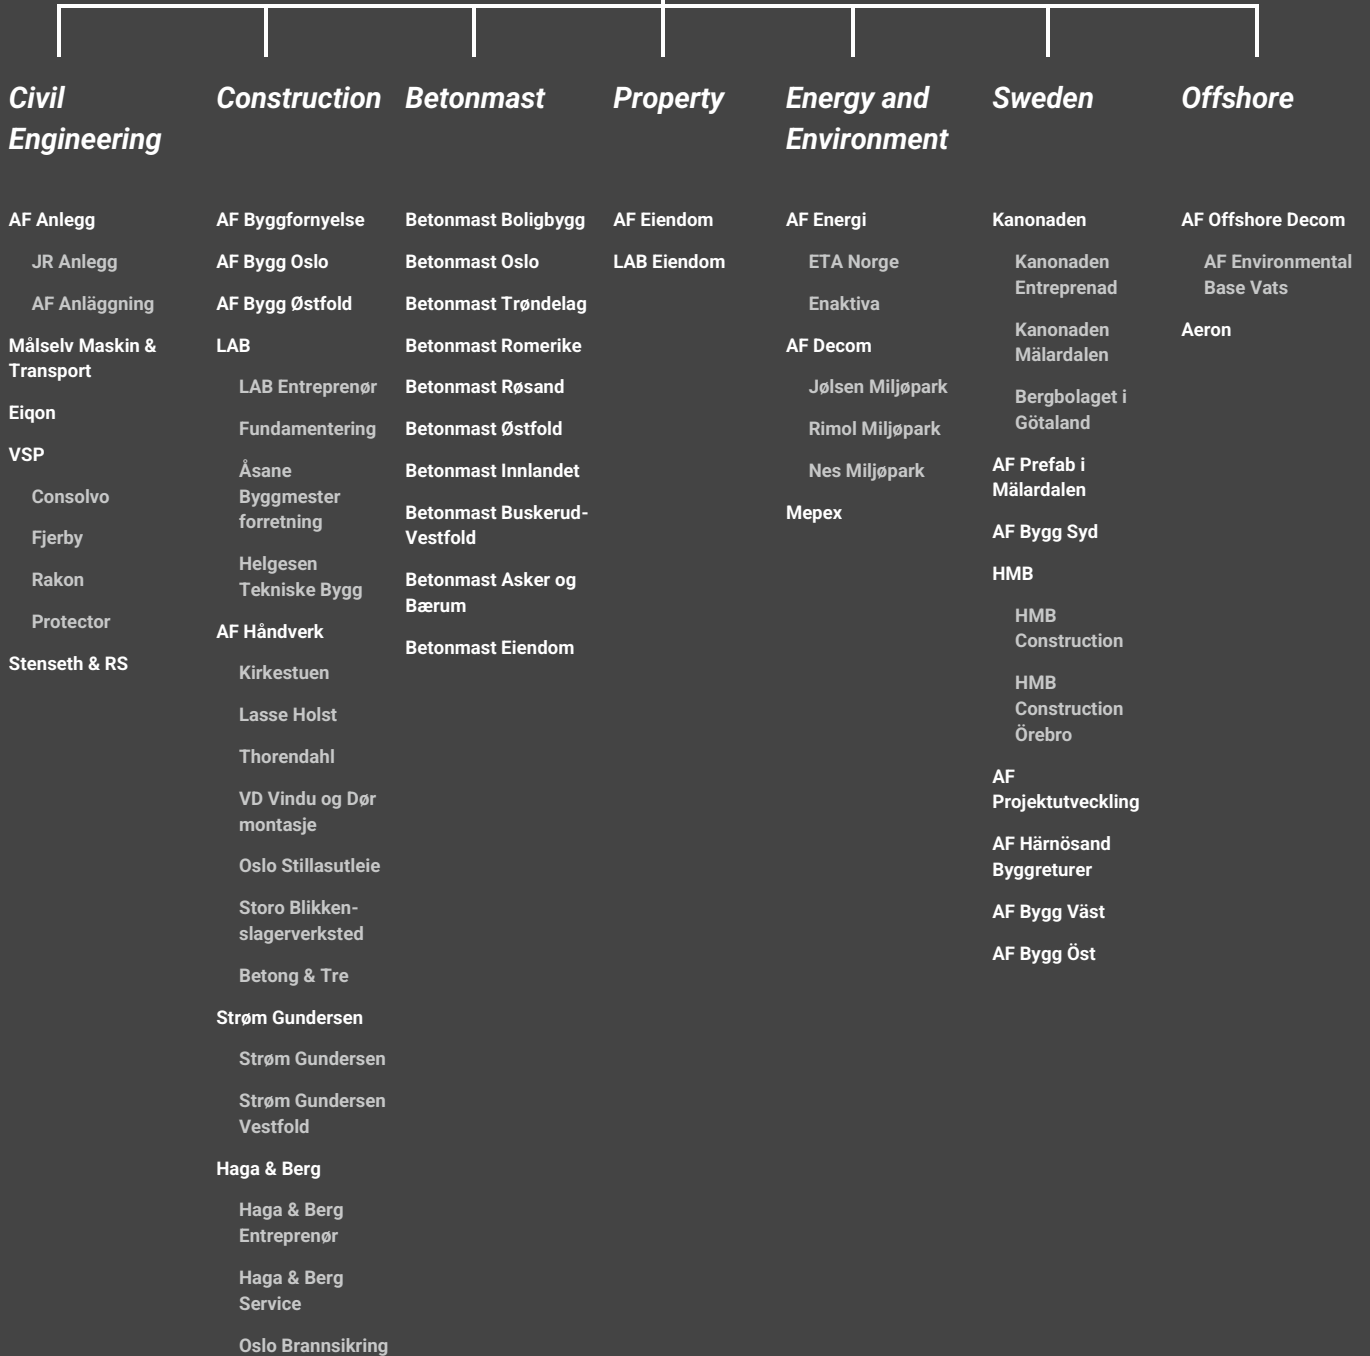 Civil
Engineering
AF Anlegg
JR Anlegg
AF Anläggning
Målselv Maskin &
Transport
Eiqon
VSP
Consolvo
Fjerby
Rakon
Protector
Stenseth & RS
Construction
AF Byggfornyelse
AF Bygg Oslo
AF Bygg Østfold
LAB
LAB Entreprenør
Fundamentering
Åsane
Byggmester
forretning
Helgesen
Tekniske Bygg
AF Håndverk
Kirkestuen
Lasse Holst
Thorendahl
VD Vindu og Dør
montasje
Oslo Stillasutleie
Storo Blikken-
slagerverksted
Betong & Tre
Strøm Gundersen
Strøm Gundersen
Strøm Gundersen
Vestfold
Haga & Berg
Haga & Berg
Entreprenør
Haga & Berg
Service
Oslo Brannsikring
Betonmast
Betonmast Boligbygg
Betonmast Oslo
Betonmast Trøndelag
Betonmast Romerike
Betonmast Røsand
Betonmast Østfold
Betonmast Innlandet
Betonmast Buskerud-
Vestfold
Betonmast Asker og
Bærum
Betonmast Eiendom
Property
AF Eiendom
LAB Eiendom
Energy and
Environment
AF Energi
ETA Norge
Enaktiva
AF Decom
Jølsen Miljøpark
Rimol Miljøpark
Nes Miljøpark
Mepex
Sweden
Kanonaden
Kanonaden
Entreprenad
Kanonaden
Mälardalen
Bergbolaget i
Götaland
AF Prefab i
Mälardalen
AF Bygg Syd
HMB
HMB
Construction
HMB
Construction
Örebro
AF
Projektutveckling
AF Härnösand
Byggreturer
AF Bygg Väst
AF Bygg Öst
Offshore
AF Offshore Decom
AF Environmental
Base Vats
Aeron